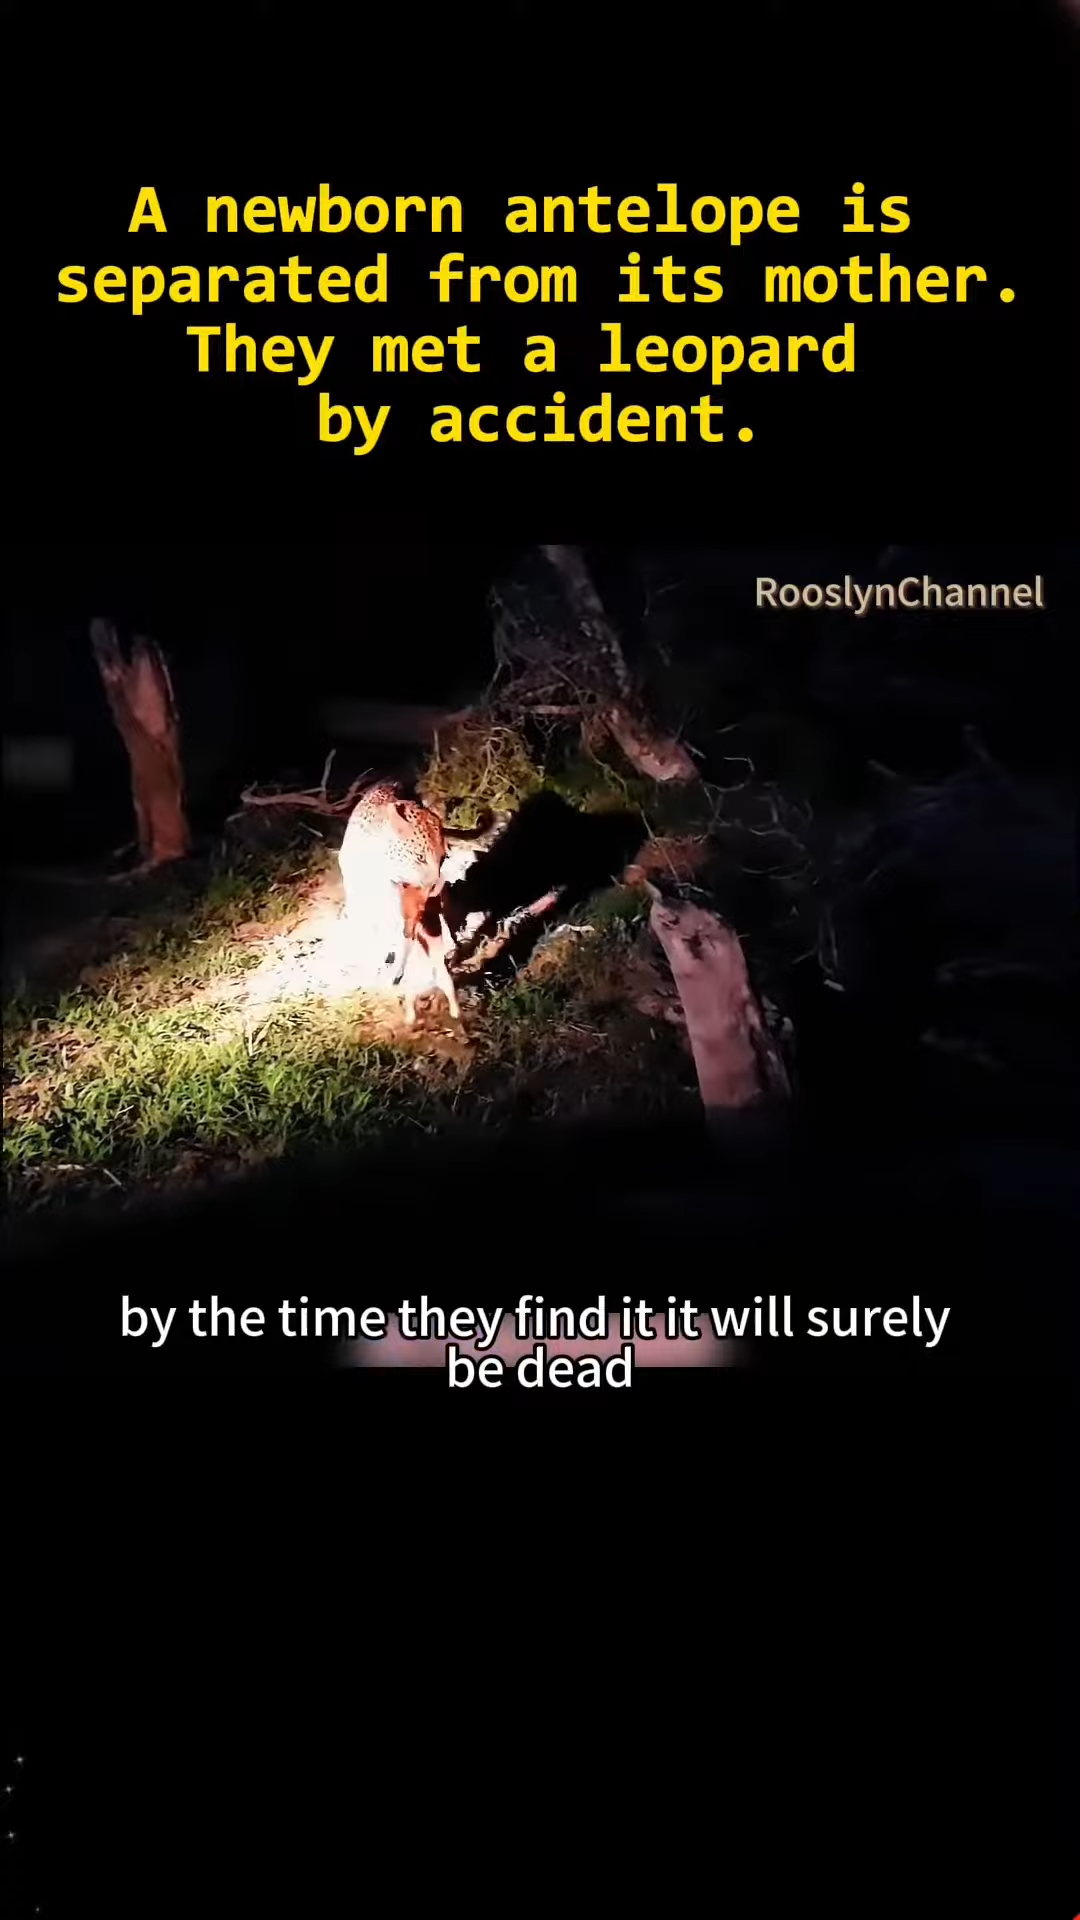 A newborn antelope is
separated from its mother.
They met a leopard
by accident.
RooslynChannel
by the time they find it it will surely
be dead